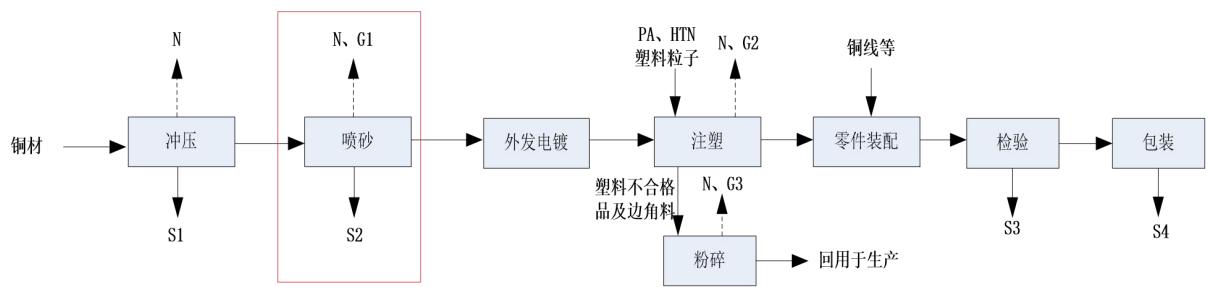 N
N、G1
PA、HTN
塑料粒子
N、G2
铜线等
铜材
冲压
喷砂
外发电镀
注塑
零件装配
检验
包装
塑料不合格
品及边角料
N、G3
S1
S2
S3
S4
粉碎
回用于生产